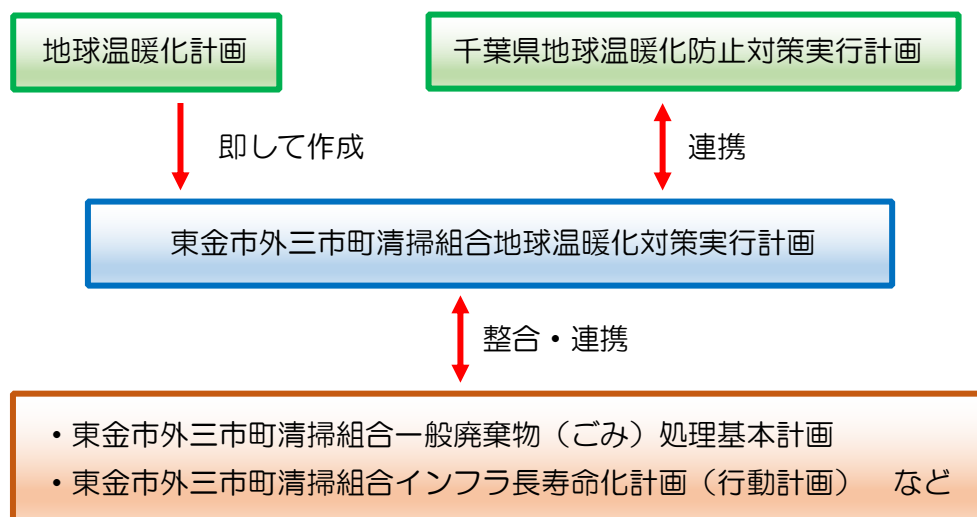 地球温暖化計画
千葉県地球温暖化防止対策実行計画
即して作成
連携
東金市外三市町清掃組合地球温暖化対策実行計画
整合・連携
・東金市外三市町清掃組合一般廃棄物（ごみ）処理基本計画
・東金市外三市町清掃組合インフラ長寿命化計画（行動計画）　など